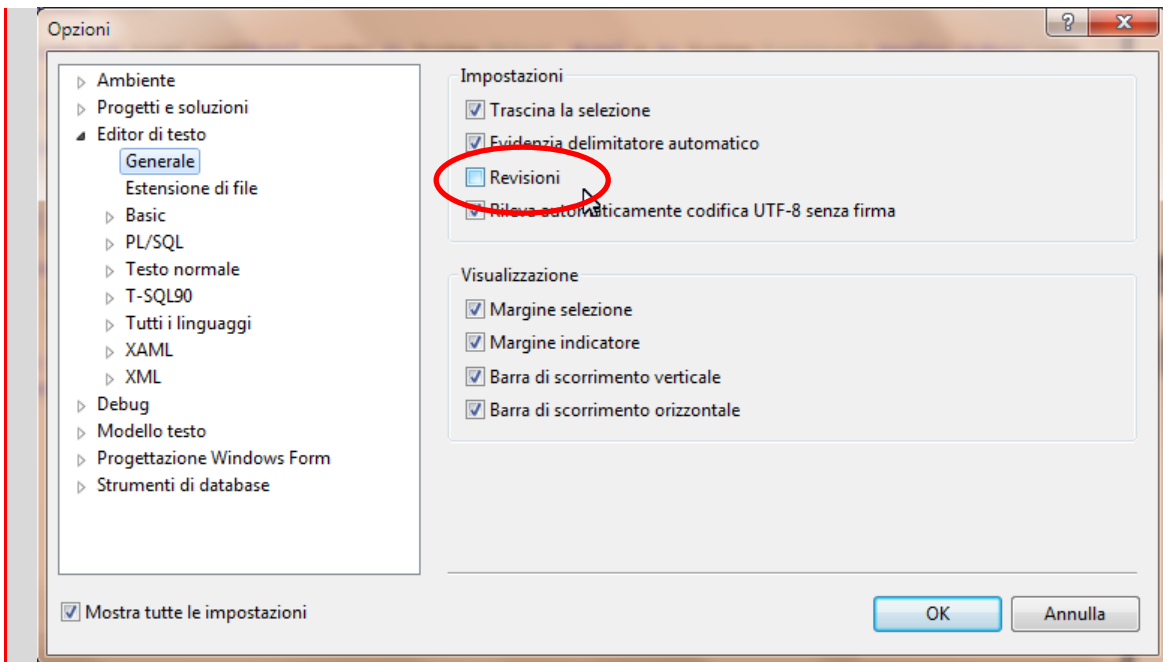 Opzioni
Ambiente
Progetti e soluzioni
Editor di testo
Generale
Estensione di file
Basic
PL/SQL
Testo normale
T-SQL90
Tutti i linguaggi
XAML
XML
Debug
Modello testo
Progettazione Windows Form
Strumenti di database
Impostazioni
Trascina la selezione
Evidenzia delimitatore automatico
Revisioni
Rileva automaticamente codifica UTF-8 senza firma
Visualizzazione
Margine selezione
Margine indicatore
Barra di scorrimento verticale
Barra di scorrimento orizzontale
Mostra tutte le impostazioni
OK
Annulla